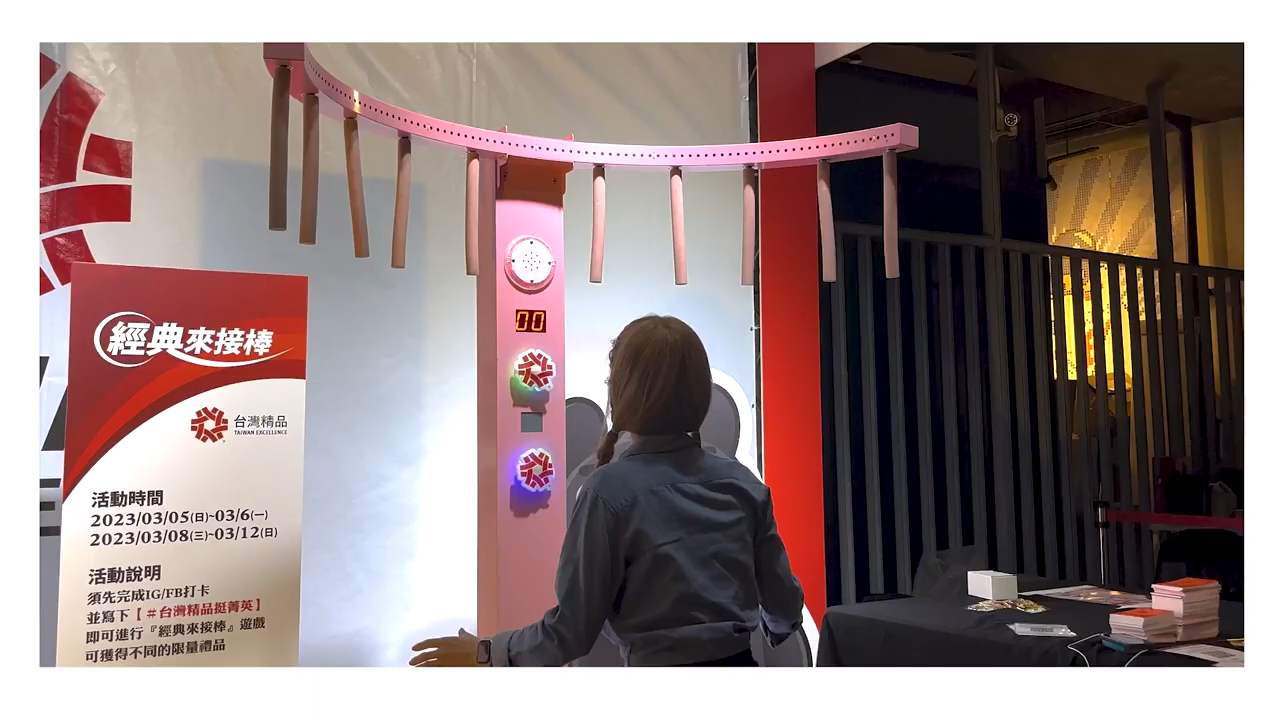 經典來接棒
台灣精品
TAIWAN EXCELLENCE
活動時間
2023/03/05(日)~03/6(一)
2023/03/08(三)~03/12(日)
活動說明
須先完成IG/FB打卡
並寫下【#台灣精品挺菁英】
即可進行『經典來接棒』遊戲
可獲得不同的限量禮品
00